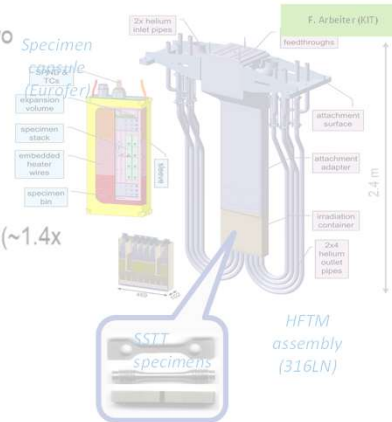 F. Arbeiter (KIT)
2x helium
inlet pipes
feedthroughs
Specimen
capsule
(Eurofer)
TCs
expansion
volume
specimen
stack
embedded
heater
wires
specimen
bin
sleeve
attachment
surface
attachment
adapter
irradiation
container
2x4
helium
outlet
pipes
2.4 m
(~1.4x
SSTT
specimens
HFTM
assembly
(316LN)